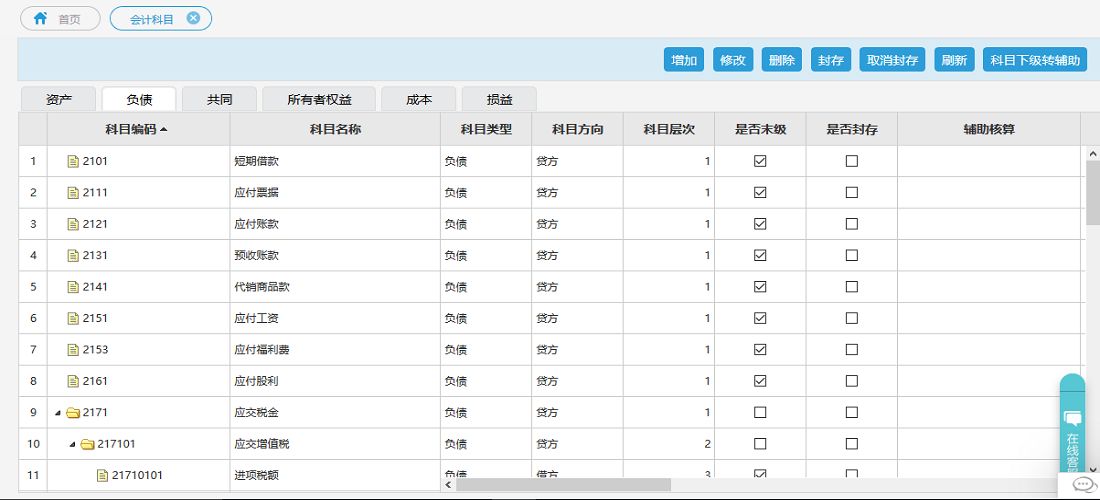 首页 会计科目
增加 修改 删除 封存 取消封存 刷新 科目下级转辅助
资产 负债 共同 所有者权益 成本 损益
科目编码 科目名称 科目类型 科目方向 科目层次 是否末级 是否封存 辅助核算
1 2101 短期借款 负债 贷方 1
2 2111 应付票据 负债 贷方 1
3 2121 应付账款 负债 贷方 1
4 2131 预收账款 负债 贷方 1
5 2141 代销商品款 负债 贷方 1
6 2151 应付工资 负债 贷方 1
7 2153 应付福利费 负债 贷方 1
8 2161 应付股利 负债 贷方 1
9 2171 应交税金 负债 贷方 1
10 217101 应交增值税 负债 贷方 2
11 21710101 进项税额 负债 借方 3
在线客